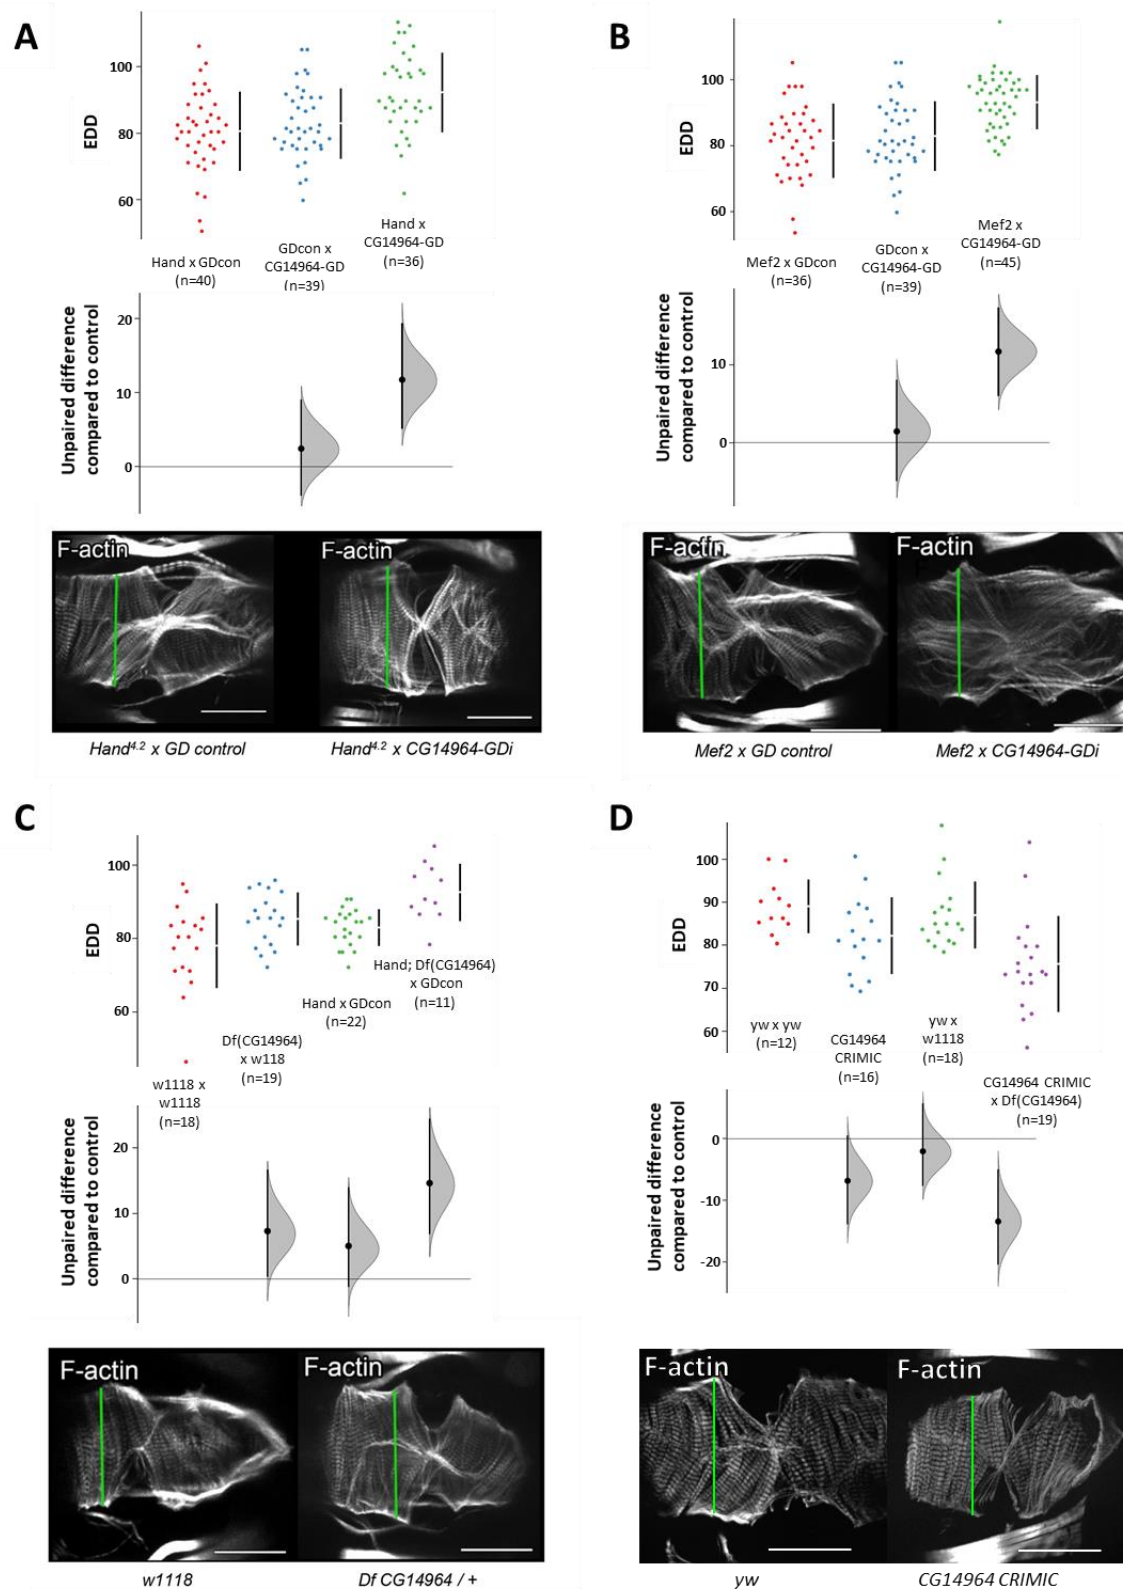 A
EDD
100
80
60
Hand x GDcon
(n=40)
GDcon x
CG14964-GD
(n=39)
Hand x
CG14964-GD
(n=36)
Unpaired difference
compared to control
20
10
0
F-actin
F-actin
Hand4.2 x GD control
Hand4.2 x CG14964-GDi
B
EDD
100
80
60
Mef2 x GDcon
(n=36)
GDcon x
CG14964-GD
(n=39)
Mef2 x
CG14964-GD
(n=45)
Unpaired difference
compared to control
10
0
F-actin
F-actin
Mef2 x GD control
Mef2 x CG14964-GDi
C
EDD
100
80
60
w1118 x
w1118
(n=18)
Df(CG14964)
x w118
(n=19)
Hand x GDcon
(n=22)
Hand; Df(CG14964)
x GDcon
(n=11)
Unpaired difference
compared to control
20
10
0
F-actin
F-actin
w1118
Df CG14964 / +
D
EDD
100
90
80
70
60
yw x yw
(n=12)
CG14964
CRIMIC
(n=16)
yw x
w1118
(n=18)
CG14964 CRIMIC
x Df(CG14964)
(n=19)
Unpaired difference
compared to control
0
-10
-20
F-actin
F-actin
yw
CG14964 CRIMIC